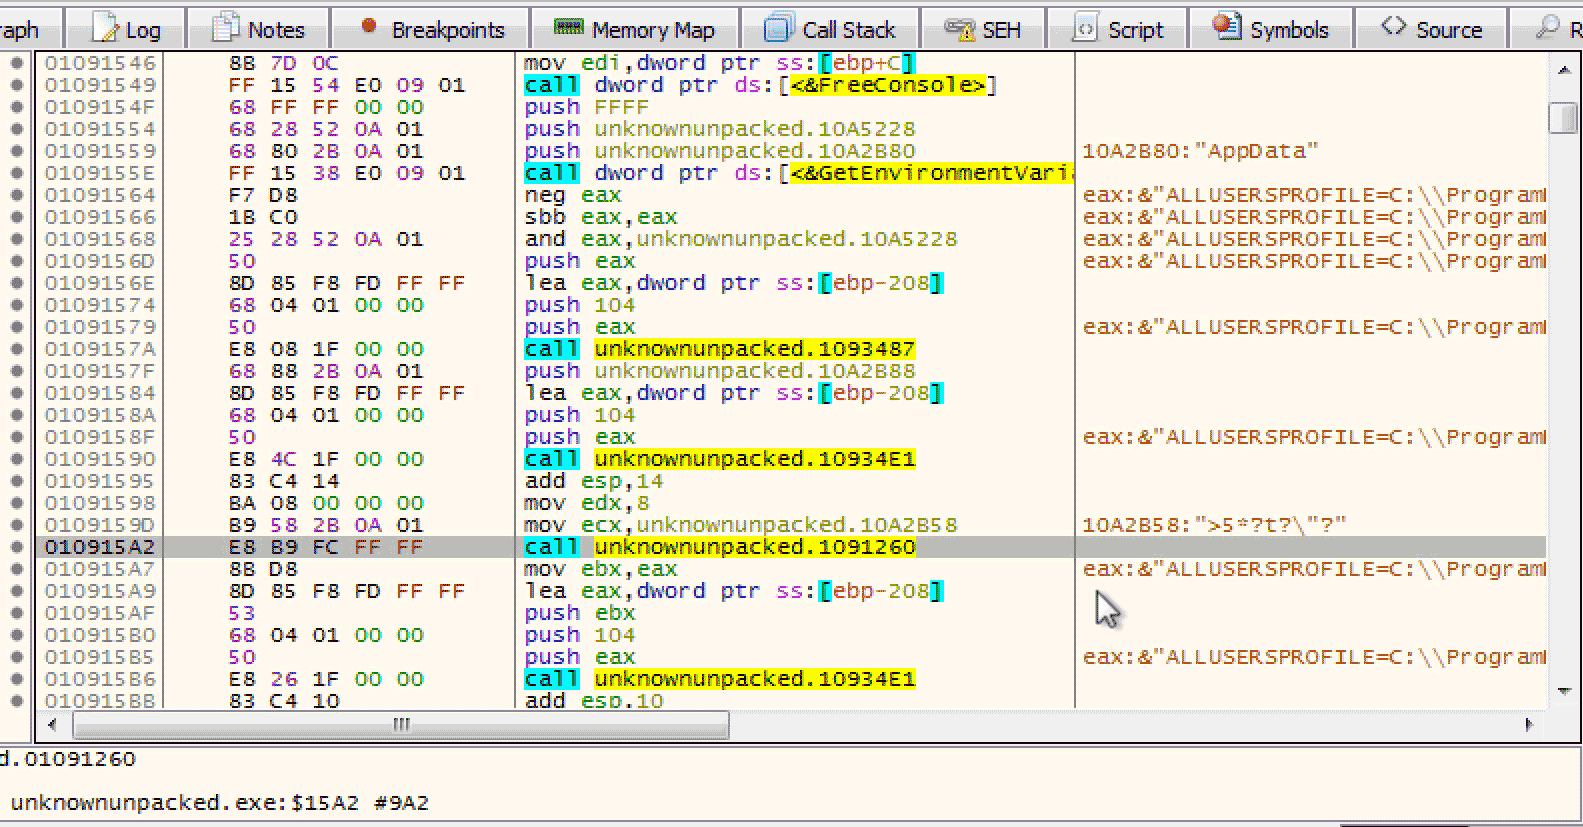 raph Log Notes Breakpoints Memory Map Call Stack SEH Script Symbols Source R
01091546 8B 7D 0C mov edi,dword ptr ss:[ebp+C]
01091549 FF 15 54 E0 09 01 call dword ptr ds:[<&FreeConsole>]
0109154F 68 FF FF 00 00 push FFFF
01091554 68 28 52 0A 01 push unknownunpacked.10A5228
01091559 68 80 2B 0A 01 push unknownunpacked.10A2B80 10A2B80:"AppData"
0109155E FF 15 38 E0 09 01 call dword ptr ds:[<&GetEnvironmentVari
01091564 F7 D8 neg eax eax:&"ALLUSERSPROFILE=C:\\Program
01091566 1B C0 sbb eax,eax eax:&"ALLUSERSPROFILE=C:\\Program
01091568 25 28 52 0A 01 and eax,unknownunpacked.10A5228 eax:&"ALLUSERSPROFILE=C:\\Program
0109156D 50 push eax eax:&"ALLUSERSPROFILE=C:\\Program
0109156E 8D 85 F8 FD FF FF lea eax,dword ptr ss:[ebp-208]
01091574 68 04 01 00 00 push 104
01091579 50 push eax eax:&"ALLUSERSPROFILE=C:\\Program
0109157A E8 08 1F 00 00 call unknownunpacked.1093487
0109157F 68 88 2B 0A 01 push unknownunpacked.10A2B88
01091584 8D 85 F8 FD FF FF lea eax,dword ptr ss:[ebp-208]
0109158A 68 04 01 00 00 push 104
0109158F 50 push eax eax:&"ALLUSERSPROFILE=C:\\Program
01091590 E8 4C 1F 00 00 call unknownunpacked.10934E1
01091595 83 C4 14 add esp,14
01091598 BA 08 00 00 00 mov edx,8
0109159D B9 58 2B 0A 01 mov ecx,unknownunpacked.10A2B58 10A2B58:">5*?t?\"?"
010915A2 E8 B9 FC FF FF call unknownunpacked.1091260
010915A7 8B D8 mov ebx,eax eax:&"ALLUSERSPROFILE=C:\\Program
010915A9 8D 85 F8 FD FF FF lea eax,dword ptr ss:[ebp-208]
010915AF 53 push ebx
010915B0 68 04 01 00 00 push 104
010915B5 50 push eax eax:&"ALLUSERSPROFILE=C:\\Program
010915B6 E8 26 1F 00 00 call unknownunpacked.10934E1
010915BB 83 C4 10 add esp,10
d.01091260
unknownunpacked.exe:$15A2 #9A2